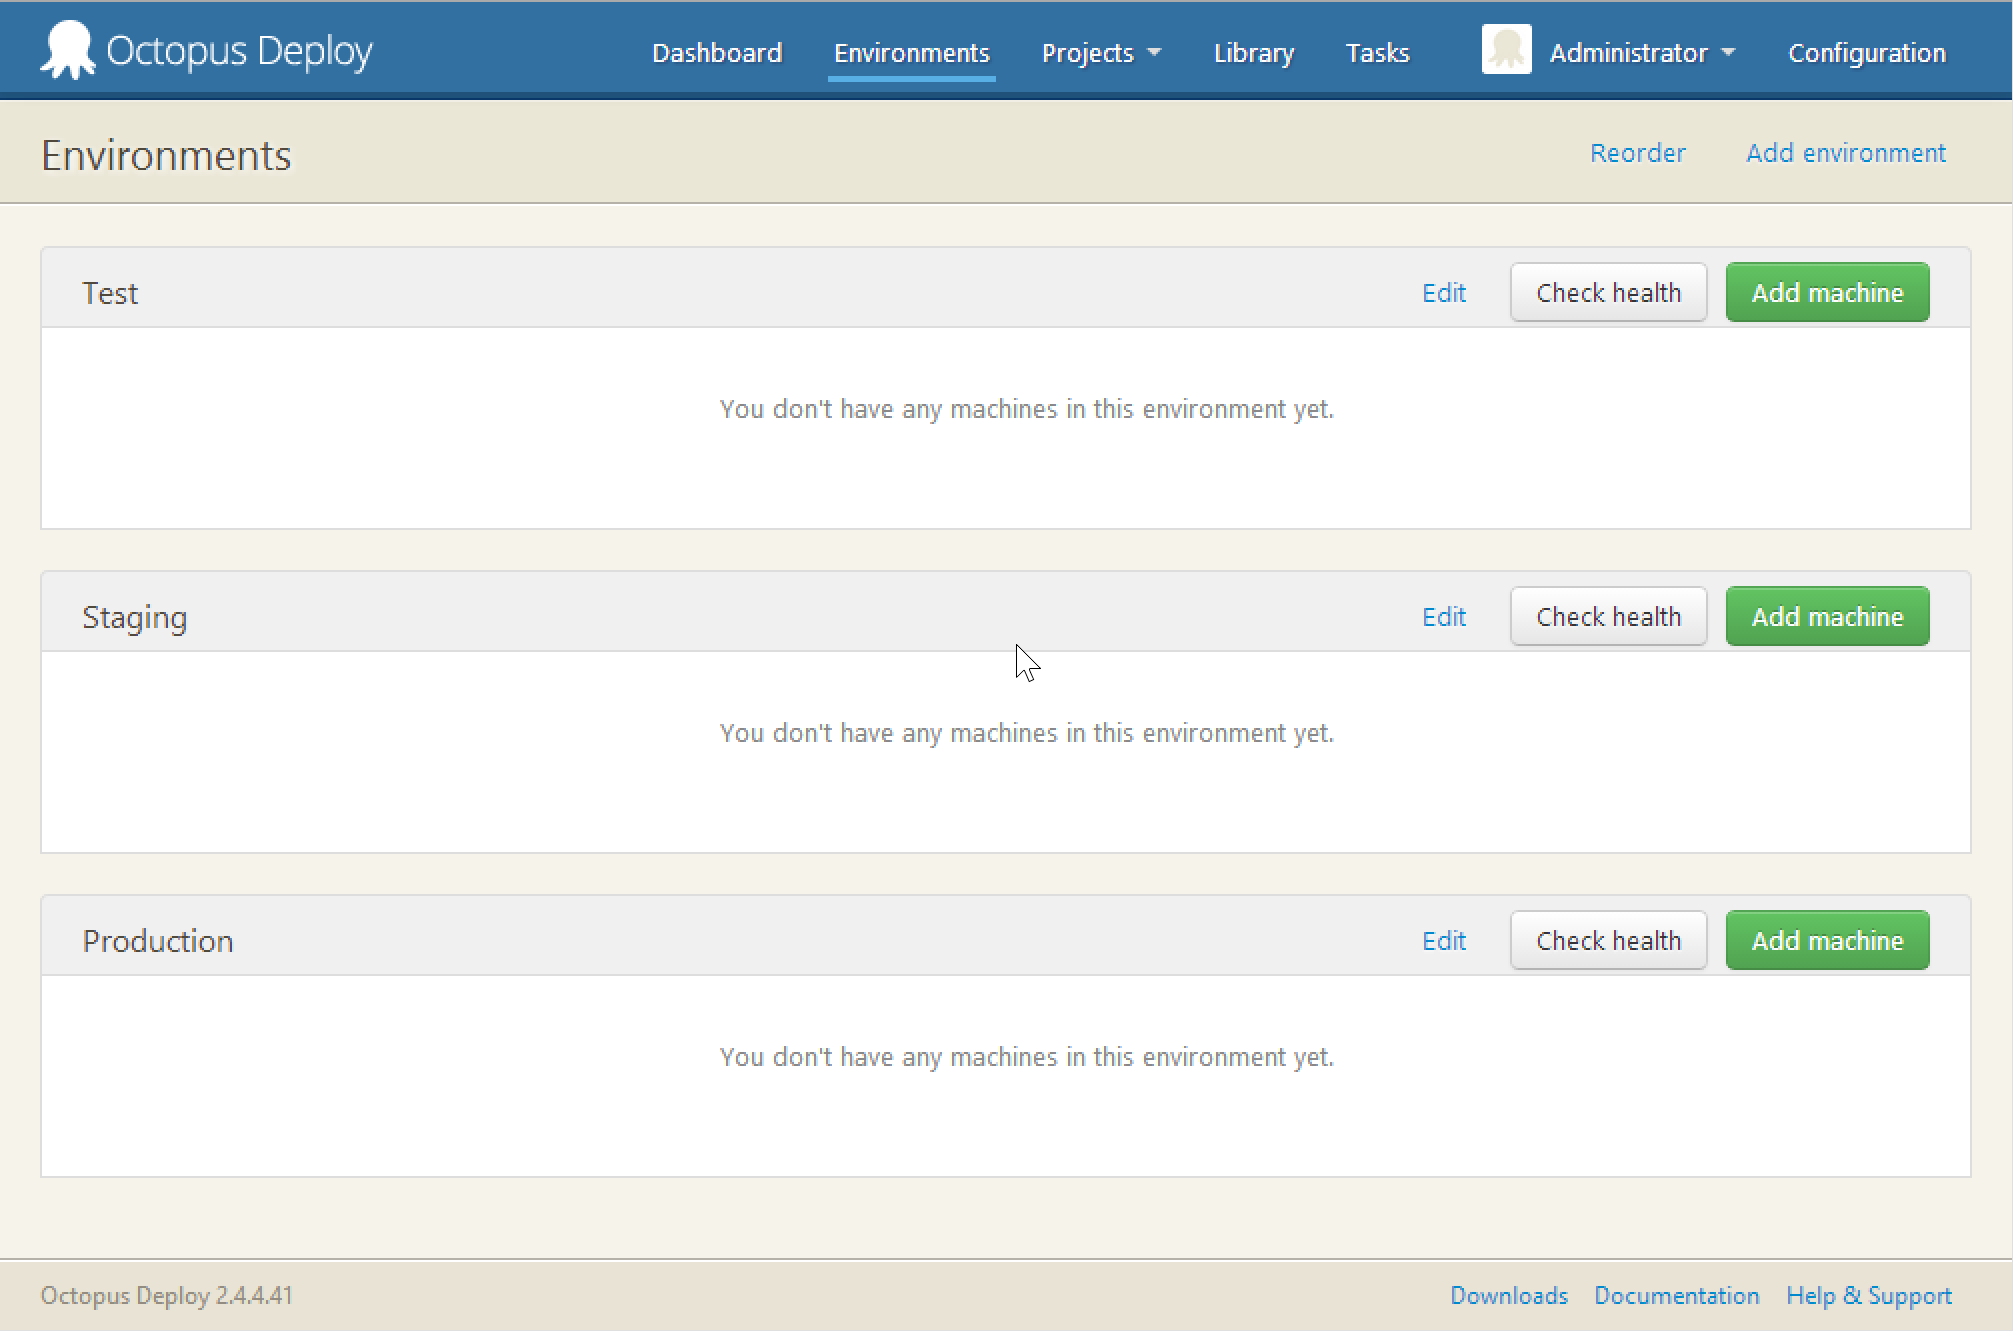 Octopus Deploy Dashboard Environments Projects Library Tasks Administrator Configuration
Environments Reorder Add environment
Test Edit Check health Add machine
You don't have any machines in this environment yet.
Staging Edit Check health Add machine
You don't have any machines in this environment yet.
Production Edit Check health Add machine
You don't have any machines in this environment yet.
Octopus Deploy 2.4.4.41 Downloads Documentation Help & Support